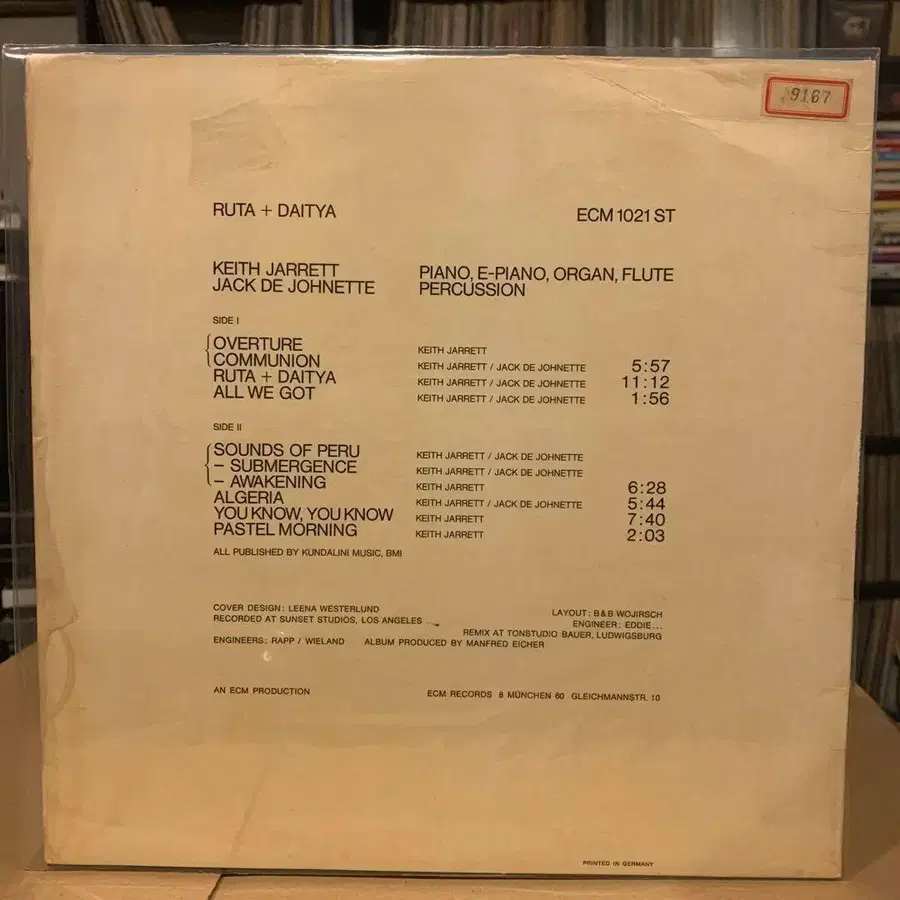 9167
RUTA + DAITYA ECM 1021 ST
KEITH JARRETT PIANO, E-PIANO, ORGAN, FLUTE
JACK DE JOHNETTE PERCUSSION
SIDE I
OVERTURE KEITH JARRETT
COMMUNION KEITH JARRETT / JACK DE JOHNETTE 5:57
RUTA + DAITYA KEITH JARRETT / JACK DE JOHNETTE 11:12
ALL WE GOT KEITH JARRETT / JACK DE JOHNETTE 1:56
SIDE II
SOUNDS OF PERU KEITH JARRETT / JACK DE JOHNETTE
– SUBMERGENCE KEITH JARRETT / JACK DE JOHNETTE
– AWAKENING KEITH JARRETT 6:28
ALGERIA KEITH JARRETT / JACK DE JOHNETTE 5:44
YOU KNOW, YOU KNOW KEITH JARRETT 7:40
PASTEL MORNING KEITH JARRETT 2:03
ALL PUBLISHED BY KUNDALINI MUSIC, BMI
COVER DESIGN: LEENA WESTERLUND LAYOUT: B & B WOJIRSCH
RECORDED AT SUNSET STUDIOS, LOS ANGELES ENGINEER: EDDIE...
REMIX AT TONSTUDIO BAUER, LUDWIGSBURG
ENGINEERS: RAPP / WIELAND ALBUM PRODUCED BY MANFRED EICHER
AN ECM PRODUCTION ECM RECORDS 8 MÜNCHEN 60 GLEICHMANNSTR. 10
PRINTED IN GERMANY